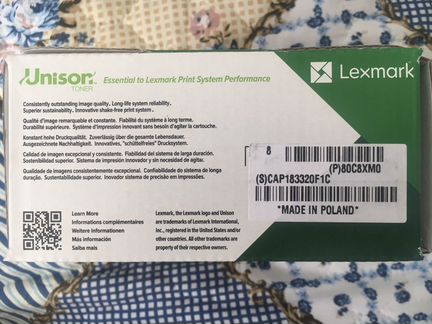 Unison™
TONER
Essential to Lexmark Print System Performance
Lexmark
Consistently outstanding image quality. Long-life system reliability.
Superior sustainability. Innovative shake-free print system.
Qualité d'image remarquable et constante. Fiabilité du système à long terme.
Durabilité supérieure. Système d'impression innovant sans besoin d'agiter la cartouche.
Konstant hohe Druckqualität. Zuverlässig über die gesamte Lebensdauer.
Ausgezeichnete Nachhaltigkeit. Innovatives, "schüttelfreies" Drucksystem.
Calidad de imagen excepcional y consistente. Fiabilidad del sistema de larga duración.
Sustentabilidad superior. Sistema de impresion innovador y sin necesidad de agitar.
Qualidade de imagens consistentemente excepcional. Confiabilidade do sistema de longa
duração. Sustentabilidade superior. Inovador sistema de precisão em impressões.
8
(P)80C8XM0
(S)CAP183320F1C
*MADE IN POLAND*
Learn More
Informations complémentaires
Weitere Informationen
Más información
Saiba mais
Lexmark, the Lexmark logo and Unison
are trademarks of Lexmark International,
Inc., registered in the United States and/or
other countries. All other trademarks are
property of their respective owners.